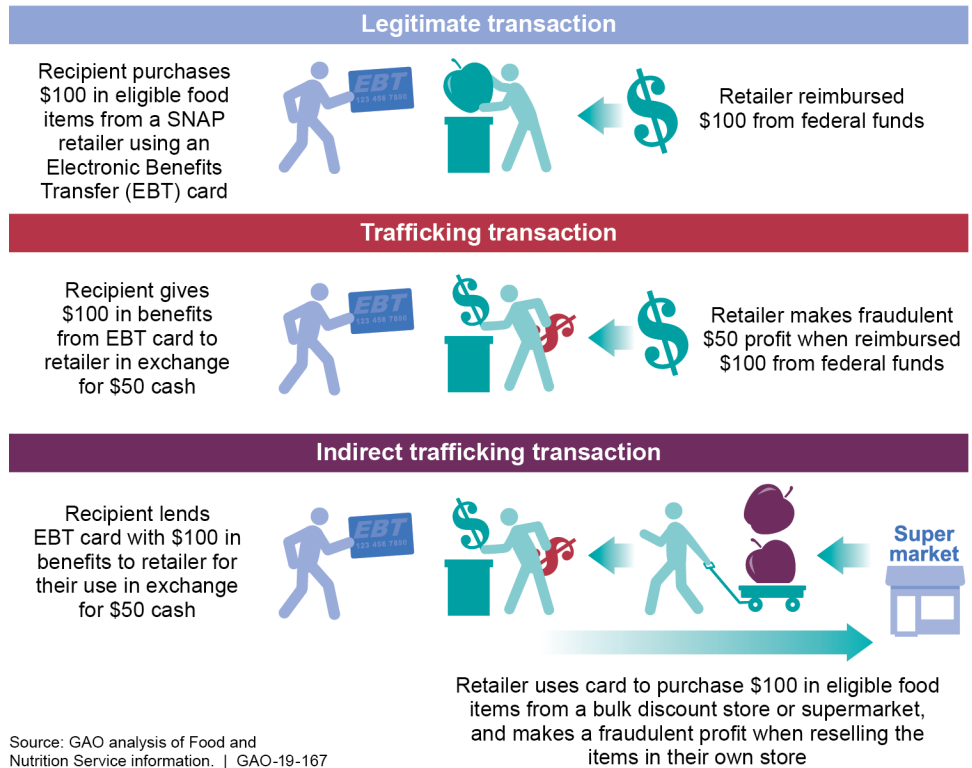 Legitimate transaction
Recipient purchases
$100 in eligible food
items from a SNAP
retailer using an
Electronic Benefits
Transfer (EBT) card
EBT
123 456 7890
Retailer reimbursed
$100 from federal funds
Trafficking transaction
Recipient gives
$100 in benefits
from EBT card to
retailer in exchange
for $50 cash
EBT
123 456 7890
Retailer makes fraudulent
$50 profit when reimbursed
$100 from federal funds
Indirect trafficking transaction
Recipient lends
EBT card with $100 in
benefits to retailer for
their use in exchange
for $50 cash
EBT
123 456 7890
Super
market
Retailer uses card to purchase $100 in eligible food
items from a bulk discount store or supermarket,
and makes a fraudulent profit when reselling the
items in their own store
Source: GAO analysis of Food and
Nutrition Service information. | GAO-19-167